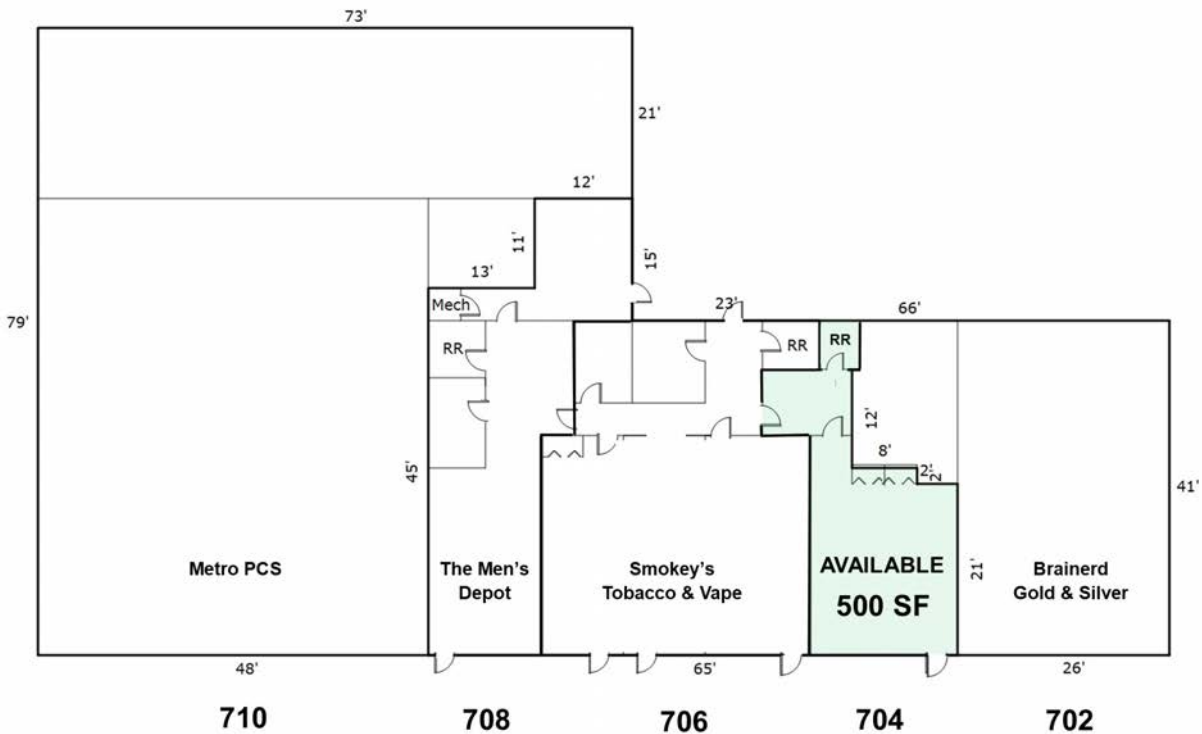 73'
21'
12'
11'
15'
13'
Mech
23'
66'
79'
RR
RR
RR
12'
8'
2'
2'
45'
41'
21'
Metro PCS
The Men's
Depot
Smokey's
Tobacco & Vape
AVAILABLE
500 SF
Brainerd
Gold & Silver
48'
65'
26'
710
708
706
704
702